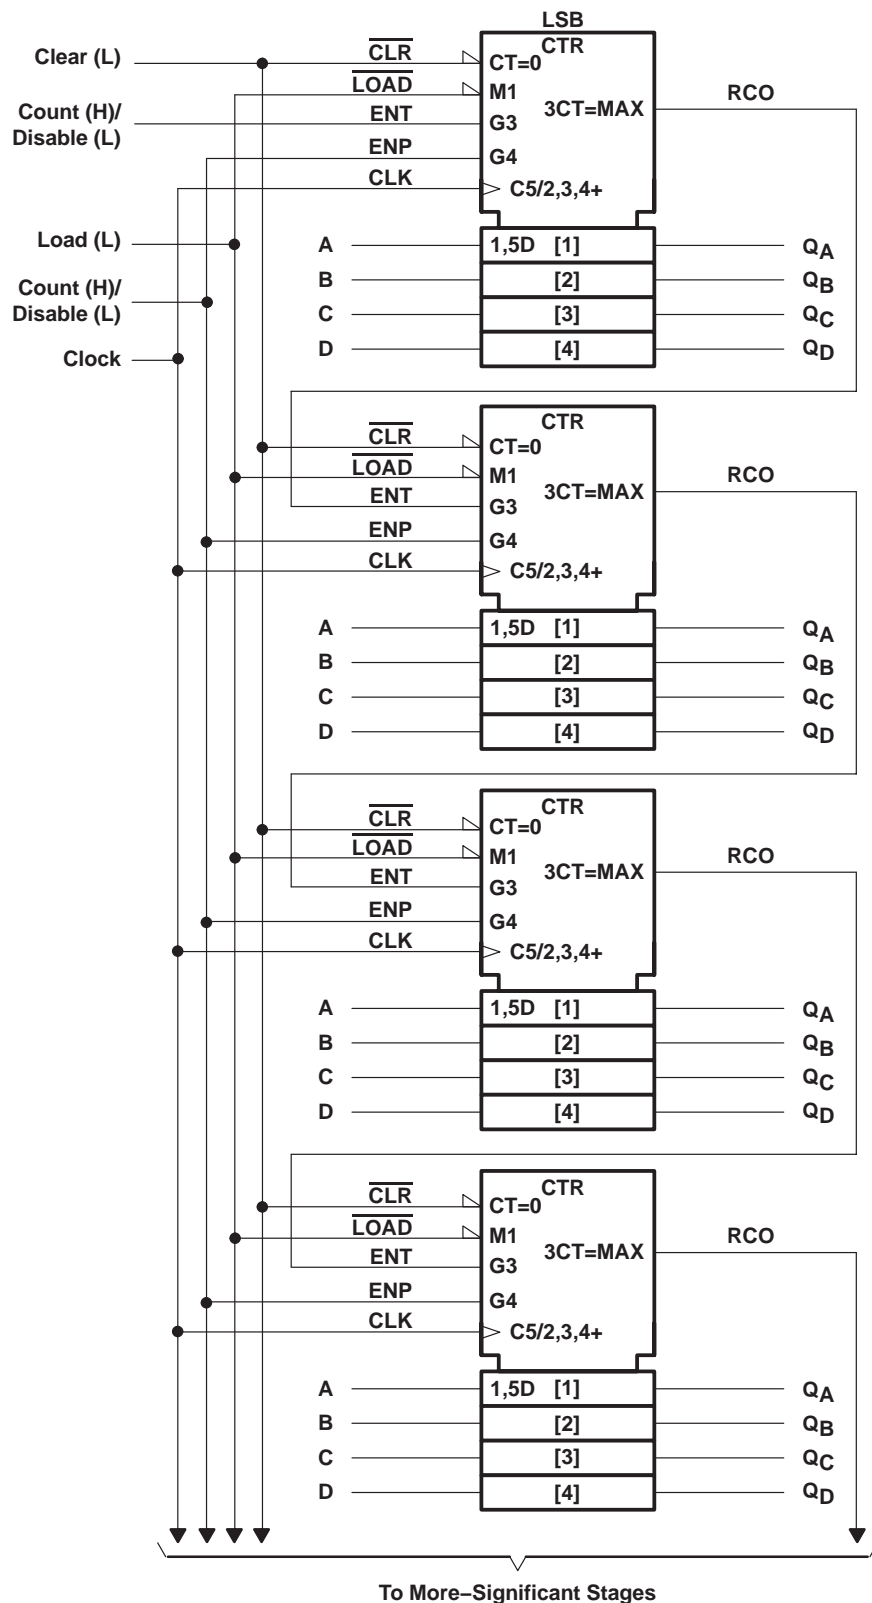 LSB
CTR
Clear (L)
CLR
CT=0
LOAD
M1
RCO
Count (H)/
Disable (L)
ENT
G3
3CT=MAX
ENP
G4
CLK
C5/2,3,4+
Load (L)
A
1,5D [1]
QA
Count (H)/
Disable (L)
B
[2]
QB
C
[3]
QC
Clock
D
[4]
QD
CTR
CLR
CT=0
LOAD
M1
RCO
ENT
G3
3CT=MAX
ENP
G4
CLK
C5/2,3,4+
A
1,5D [1]
QA
B
[2]
QB
C
[3]
QC
D
[4]
QD
CTR
CLR
CT=0
LOAD
M1
RCO
ENT
G3
3CT=MAX
ENP
G4
CLK
C5/2,3,4+
A
1,5D [1]
QA
B
[2]
QB
C
[3]
QC
D
[4]
QD
CTR
CLR
CT=0
LOAD
M1
RCO
ENT
G3
3CT=MAX
ENP
G4
CLK
C5/2,3,4+
A
1,5D [1]
QA
B
[2]
QB
C
[3]
QC
D
[4]
QD
To More–Significant Stages